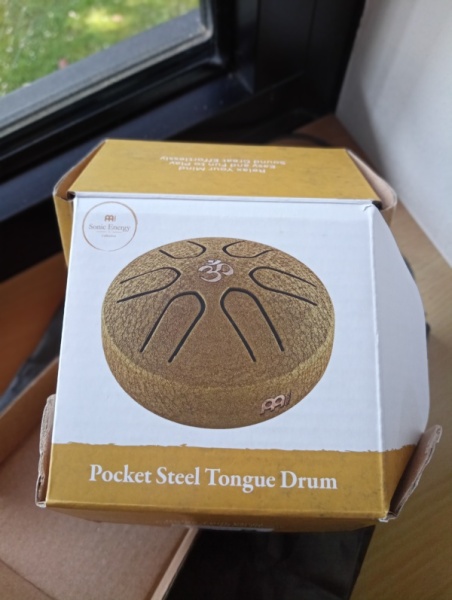 Relax Your Mind
Easy and Fun to Play
Sound Great Effortlessly
Sonic Energy
ॐ
Pocket Steel Tongue Drum